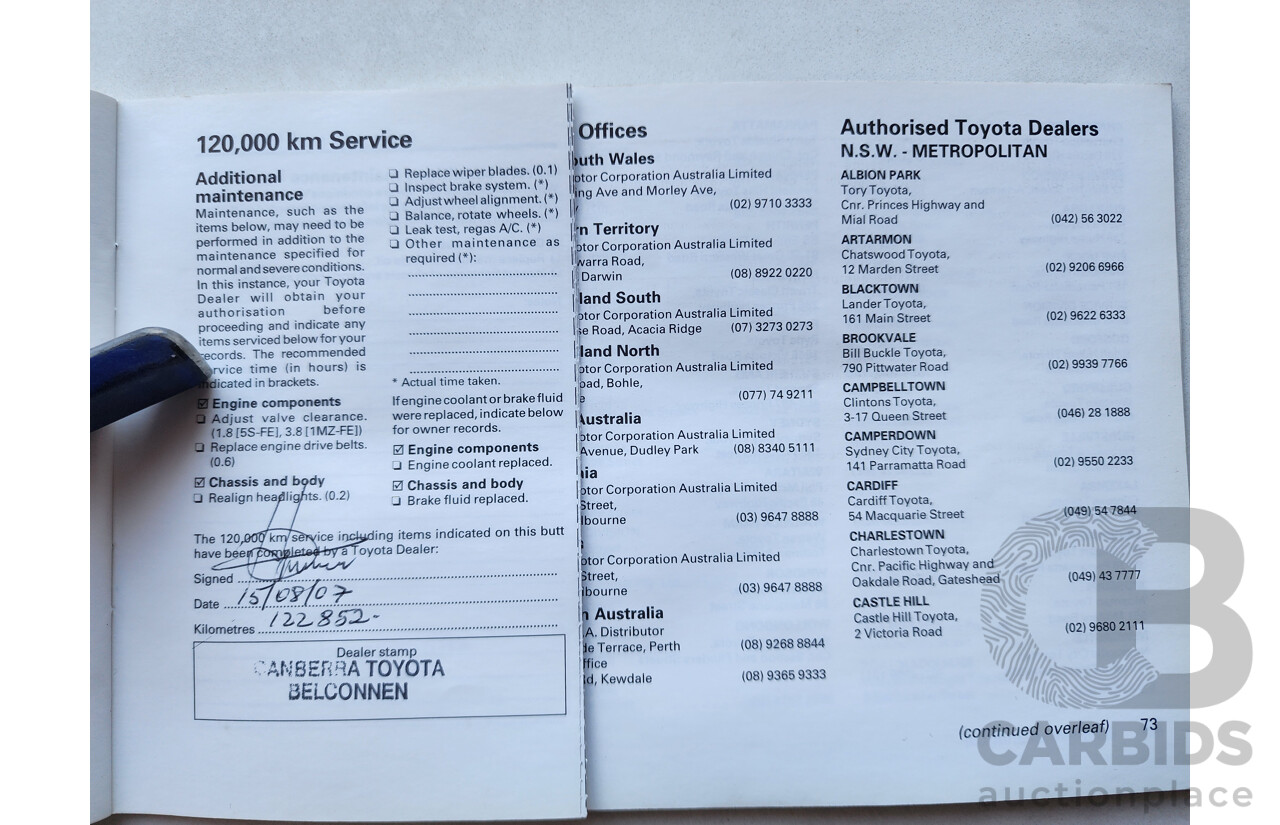 120,000 km Service
Additional
maintenance
Maintenance, such as the
items below, may need to be
performed in addition to the
maintenance specified for
normal and severe conditions.
In this instance, your Toyota
Dealer will obtain your
authorisation before
proceeding and indicate any
items serviced below for your
records. The recommended
service time (in hours) is
indicated in brackets.
☑ Engine components
❏ Adjust valve clearance.
(1.8 [5S-FE], 3.8 [1MZ-FE])
❏ Replace engine drive belts.
(0.6)
☑ Chassis and body
❏ Realign headlights. (0.2)
❏ Replace wiper blades. (0.1)
❏ Inspect brake system. (*)
❏ Adjust wheel alignment. (*)
❏ Balance, rotate wheels. (*)
❏ Leak test, regas A/C. (*)
❏ Other maintenance as
required (*):
* Actual time taken.
If engine coolant or brake fluid
were replaced, indicate below
for owner records.
☑ Engine components
❏ Engine coolant replaced.
☑ Chassis and body
❏ Brake fluid replaced.
The 120,000 km service including items indicated on this butt
have been completed by a Toyota Dealer:
Signed
Date 15/08/07
Kilometres 122852-
Dealer stamp
CANBERRA TOYOTA
BELCONNEN
Offices
outh Wales
otor Corporation Australia Limited
ing Ave and Morley Ave,
(02) 9710 3333
n Territory
otor Corporation Australia Limited
warra Road,
Darwin (08) 8922 0220
land South
otor Corporation Australia Limited
se Road, Acacia Ridge (07) 3273 0273
land North
otor Corporation Australia Limited
oad, Bohle,
e (077) 74 9211
Australia
otor Corporation Australia Limited
Avenue, Dudley Park (08) 8340 5111
ia
otor Corporation Australia Limited
Street,
lbourne (03) 9647 8888
otor Corporation Australia Limited
Street,
lbourne (03) 9647 8888
n Australia
.A. Distributor
de Terrace, Perth (08) 9268 8844
ffice
d, Kewdale (08) 9365 9333
Authorised Toyota Dealers
N.S.W. - METROPOLITAN
ALBION PARK
Tory Toyota,
Cnr. Princes Highway and
Mial Road (042) 56 3022
ARTARMON
Chatswood Toyota,
12 Marden Street (02) 9206 6966
BLACKTOWN
Lander Toyota,
161 Main Street (02) 9622 6333
BROOKVALE
Bill Buckle Toyota,
790 Pittwater Road (02) 9939 7766
CAMPBELLTOWN
Clintons Toyota,
3-17 Queen Street (046) 28 1888
CAMPERDOWN
Sydney City Toyota,
141 Parramatta Road (02) 9550 2233
CARDIFF
Cardiff Toyota,
54 Macquarie Street (049) 54 7844
CHARLESTOWN
Charlestown Toyota,
Cnr. Pacific Highway and
Oakdale Road, Gateshead (049) 43 7777
CASTLE HILL
Castle Hill Toyota,
2 Victoria Road (02) 9680 2111
(continued overleaf) 73
CARBIDS
auctionplace